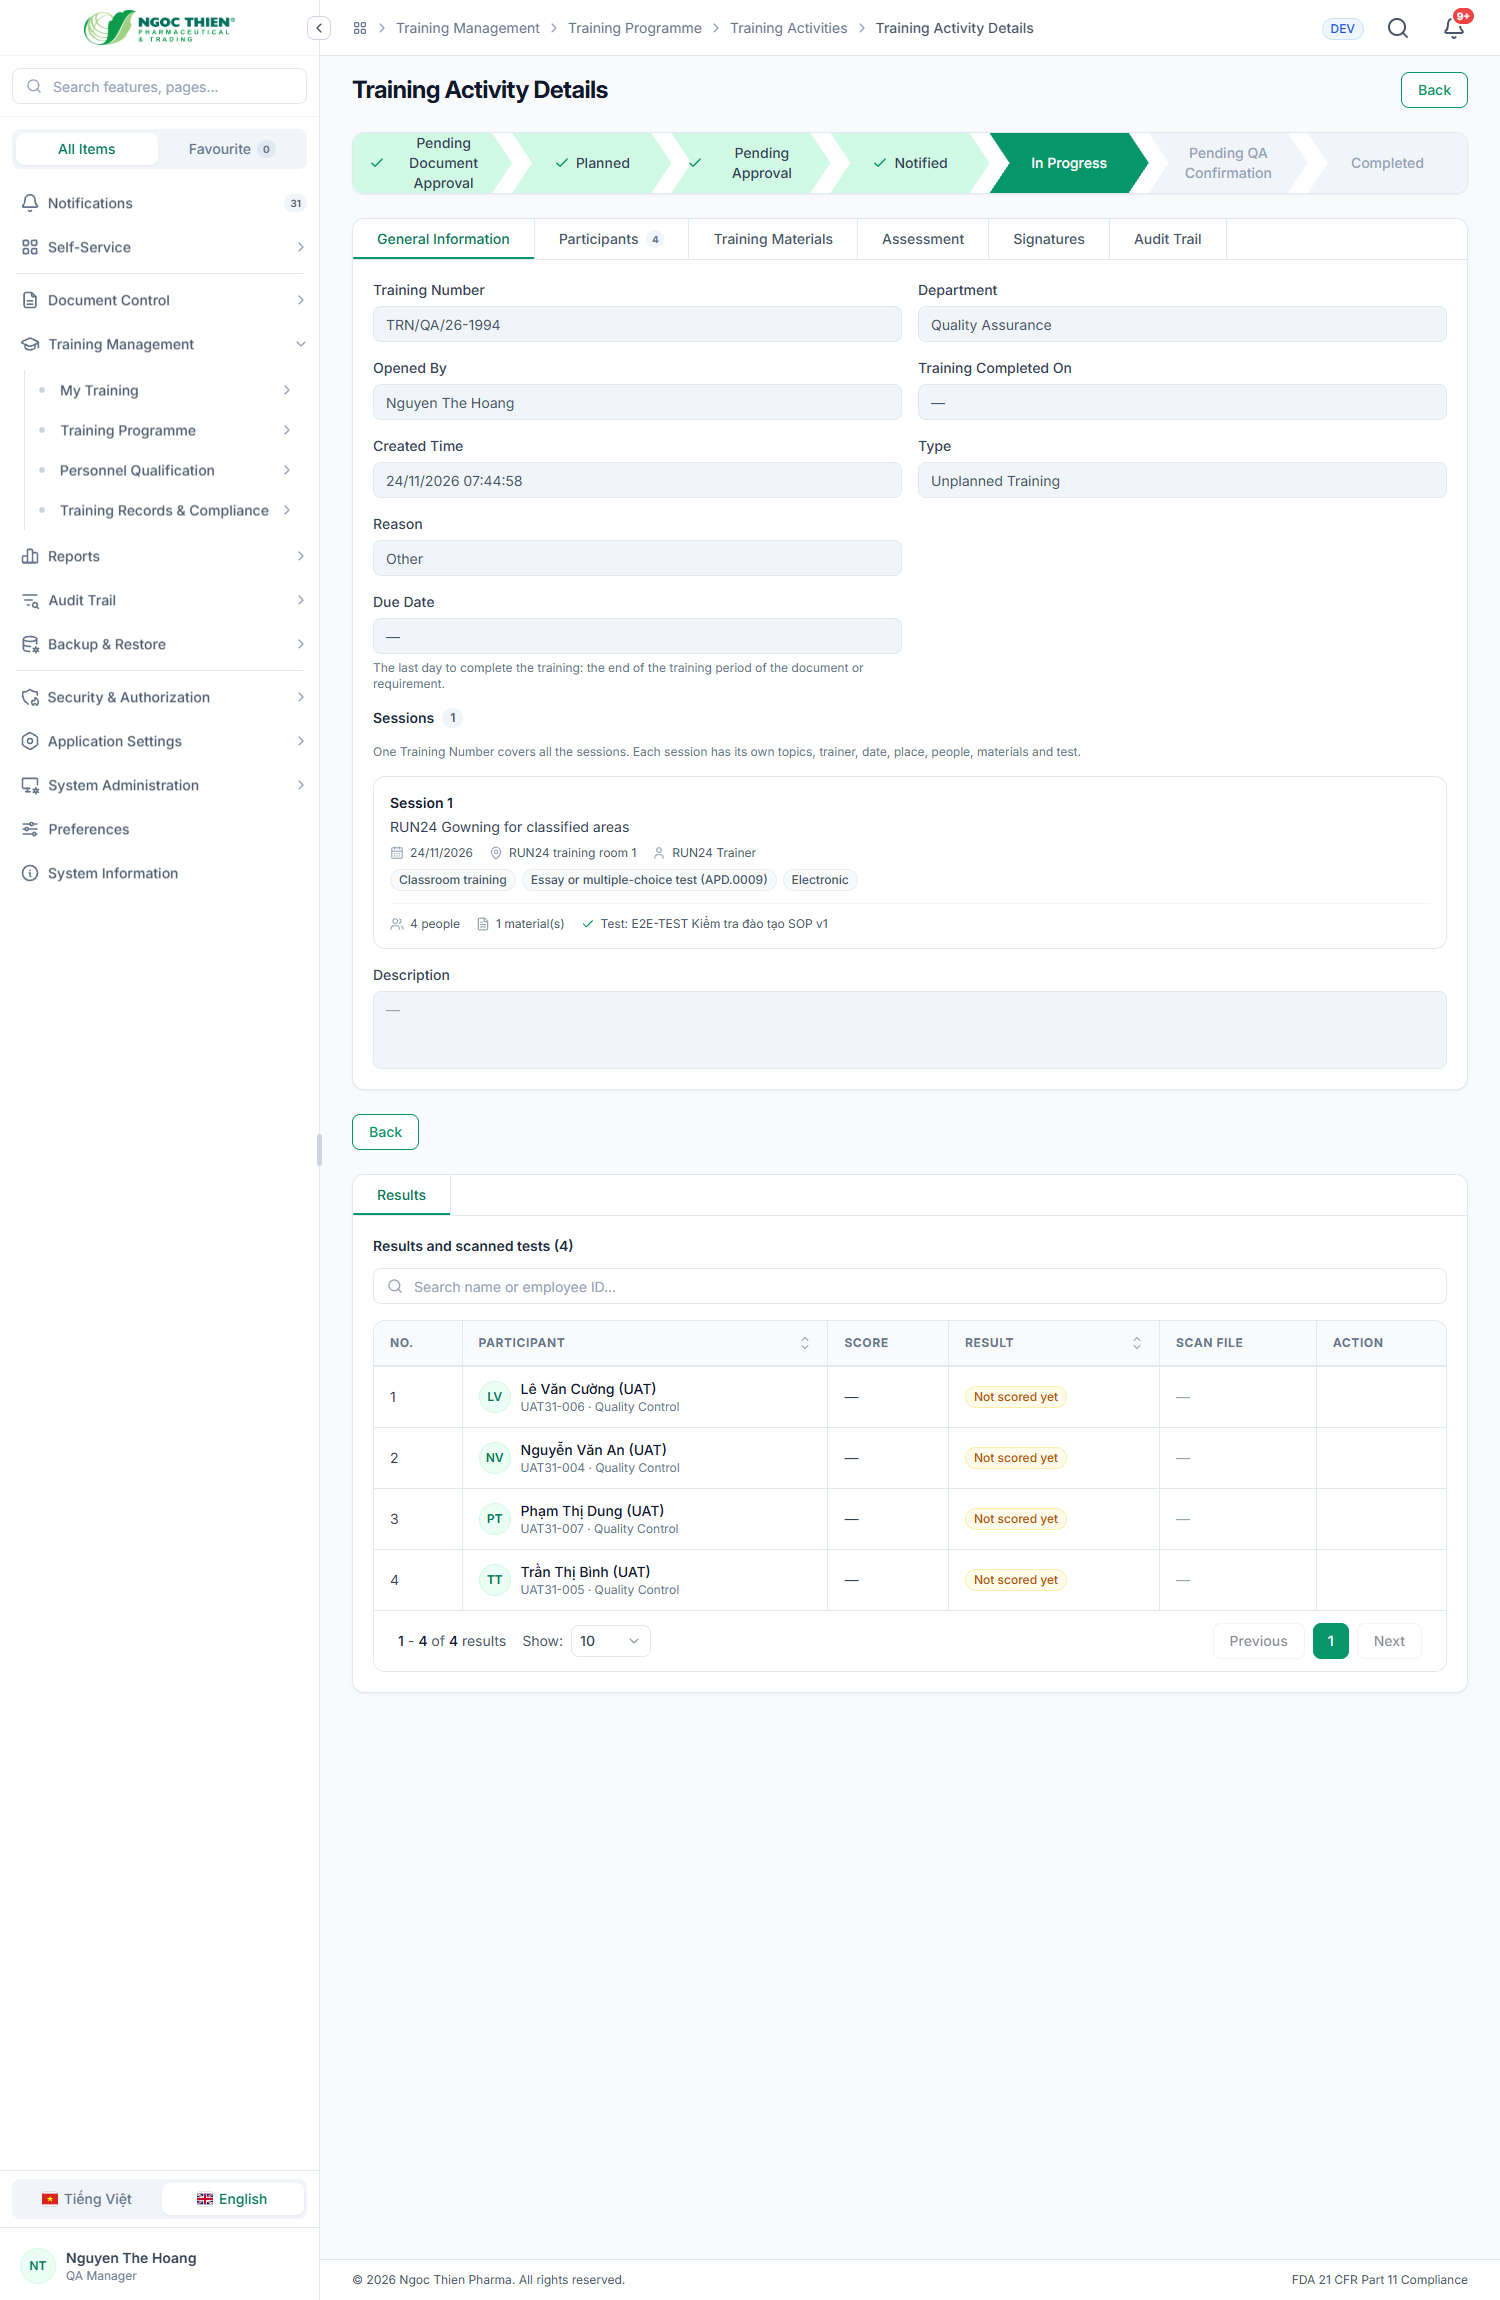 NGOC THIEN®
PHARMACEUTICAL
& TRADING
Search features, pages...
All Items
Favourite 0
Notifications 31
Self-Service
Document Control
Training Management
My Training
Training Programme
Personnel Qualification
Training Records & Compliance
Reports
Audit Trail
Backup & Restore
Security & Authorization
Application Settings
System Administration
Preferences
System Information
Tiếng Việt
English
NT
Nguyen The Hoang
QA Manager
Training Management
Training Programme
Training Activities
Training Activity Details
DEV
9+
Training Activity Details
Back
Pending
Document
Approval
Planned
Pending
Approval
Notified
In Progress
Pending QA
Confirmation
Completed
General Information
Participants 4
Training Materials
Assessment
Signatures
Audit Trail
Training Number
TRN/QA/26-1994
Department
Quality Assurance
Opened By
Nguyen The Hoang
Training Completed On
—
Created Time
24/11/2026 07:44:58
Type
Unplanned Training
Reason
Other
Due Date
—
The last day to complete the training: the end of the training period of the document or
requirement.
Sessions 1
One Training Number covers all the sessions. Each session has its own topics, trainer, date, place, people, materials and test.
Session 1
RUN24 Gowning for classified areas
24/11/2026 RUN24 training room 1 RUN24 Trainer
Classroom training Essay or multiple-choice test (APD.0009) Electronic
4 people 1 material(s) Test: E2E-TEST Kiểm tra đào tạo SOP v1
Description
—
Back
Results
Results and scanned tests (4)
Search name or employee ID...
NO. PARTICIPANT SCORE RESULT SCAN FILE ACTION
1 LV Lê Văn Cường (UAT) — Not scored yet —
UAT31-006 · Quality Control
2 NV Nguyễn Văn An (UAT) — Not scored yet —
UAT31-004 · Quality Control
3 PT Phạm Thị Dung (UAT) — Not scored yet —
UAT31-007 · Quality Control
4 TT Trần Thị Bình (UAT) — Not scored yet —
UAT31-005 · Quality Control
1 - 4 of 4 results Show: 10 Previous 1 Next
© 2026 Ngoc Thien Pharma. All rights reserved.
FDA 21 CFR Part 11 Compliance